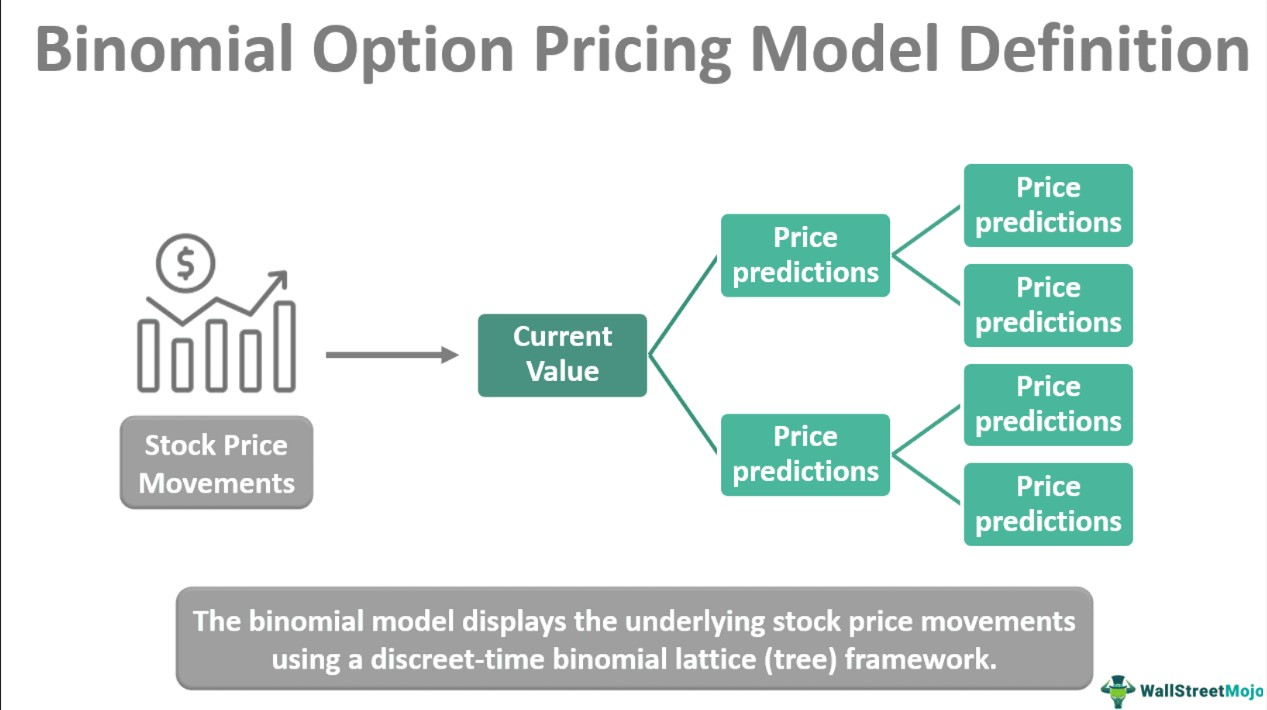 Binomial Option Pricing Model Definition
$
Stock Price
Movements
Current
Value
Price
predictions
Price
predictions
Price
predictions
Price
predictions
Price
predictions
Price
predictions
The binomial model displays the underlying stock price movements
using a discreet-time binomial lattice (tree) framework.
WallStreetMojo